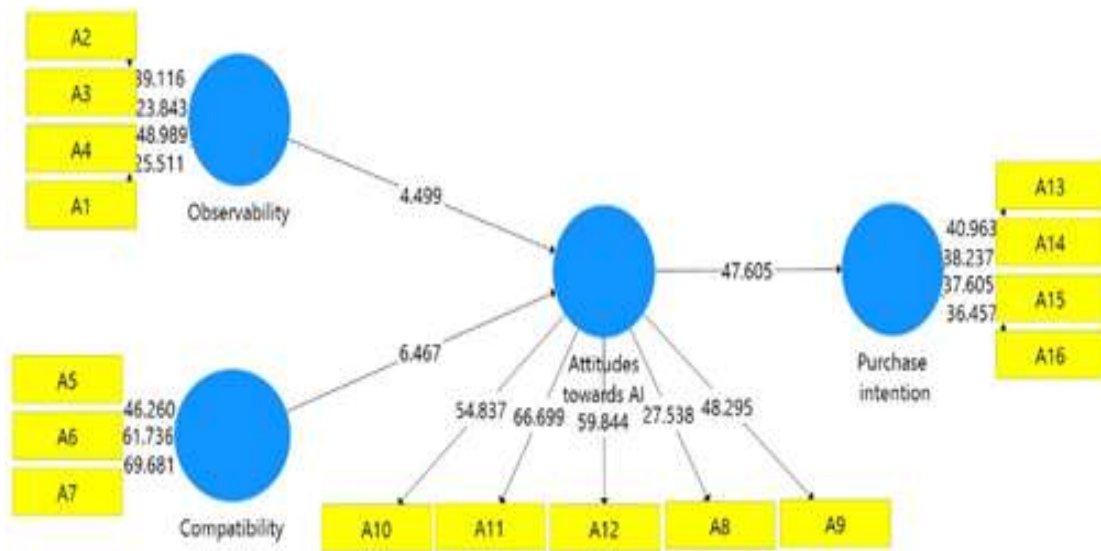 A2
A3
A4
A1
39.116
23.843
48.989
25.511
Observability
4.499
A5
A6
A7
46.260
61.736
69.681
Compatibility
6.467
Attitudes
towards AI
54.837
66.699
59.844
27.538
48.295
A10
A11
A12
A8
A9
47.605
Purchase
intention
40.963
38.237
37.605
36.457
A13
A14
A15
A16